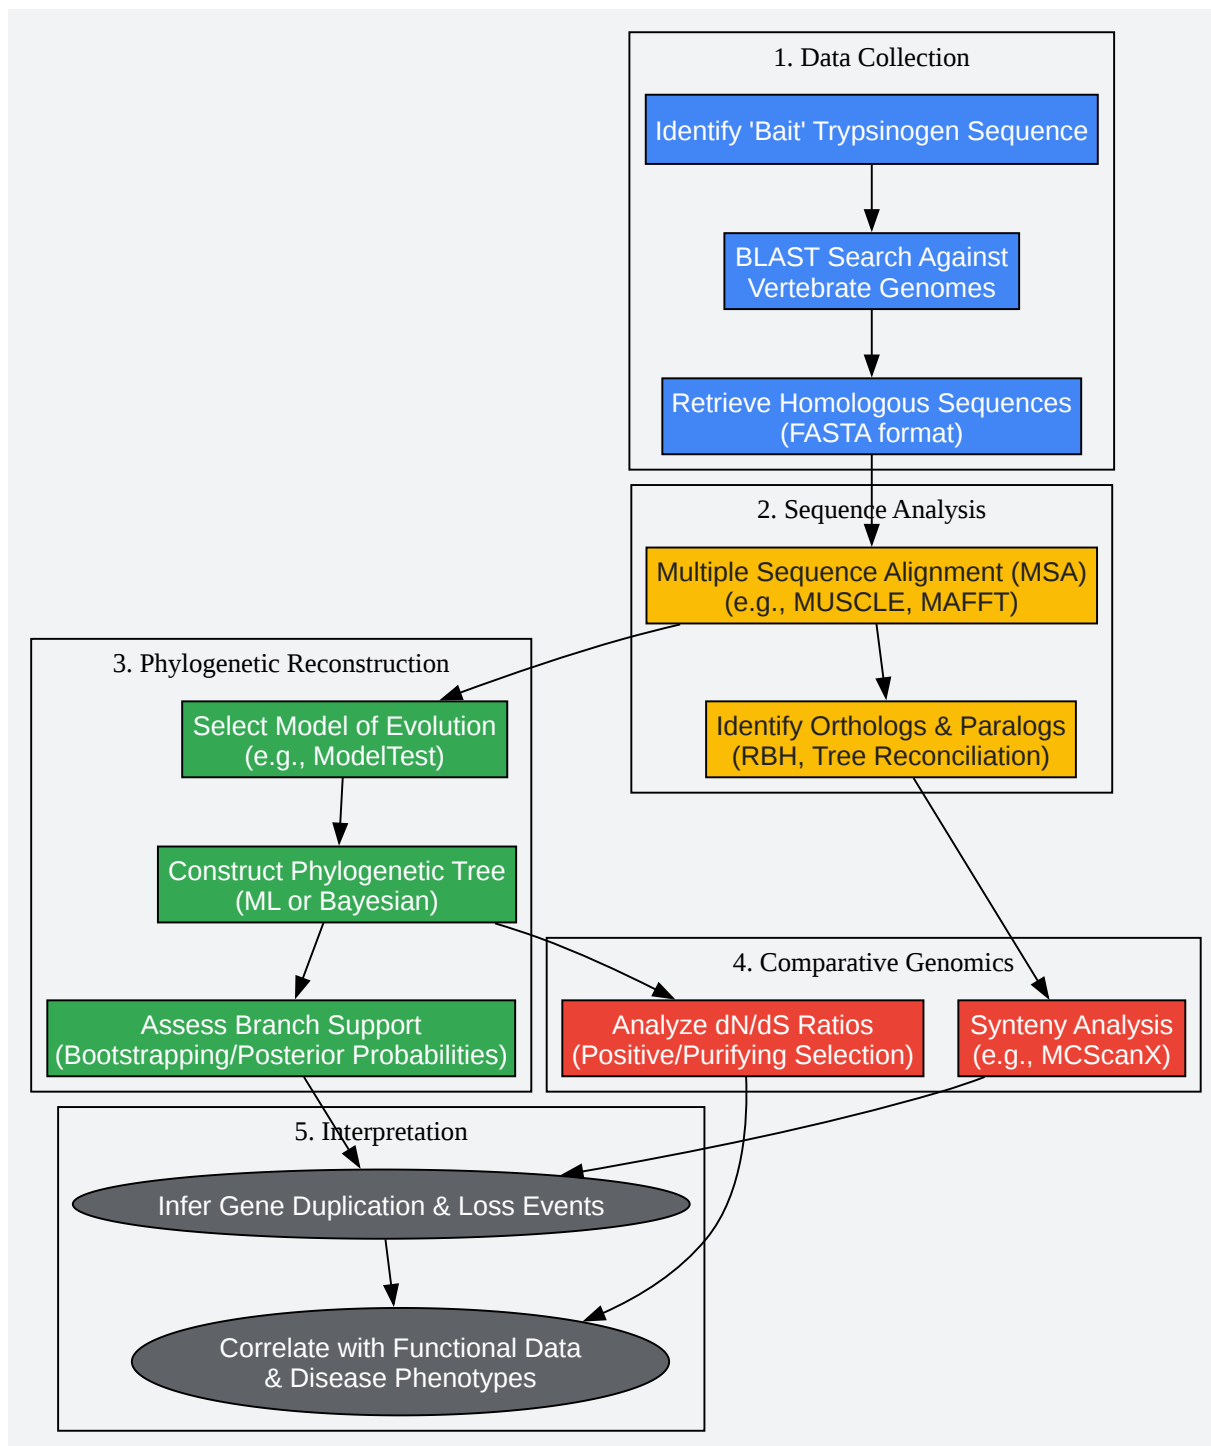 1. Data Collection
Identify 'Bait' Trypsinogen Sequence
BLAST Search Against
Vertebrate Genomes
Retrieve Homologous Sequences
(FASTA format)
2. Sequence Analysis
Multiple Sequence Alignment (MSA)
(e.g., MUSCLE, MAFFT)
Identify Orthologs & Paralogs
(RBH, Tree Reconciliation)
3. Phylogenetic Reconstruction
Select Model of Evolution
(e.g., ModelTest)
Construct Phylogenetic Tree
(ML or Bayesian)
Assess Branch Support
(Bootstrapping/Posterior Probabilities)
4. Comparative Genomics
Analyze dN/dS Ratios
(Positive/Purifying Selection)
Synteny Analysis
(e.g., MCScanX)
5. Interpretation
Infer Gene Duplication & Loss Events
Correlate with Functional Data
& Disease Phenotypes